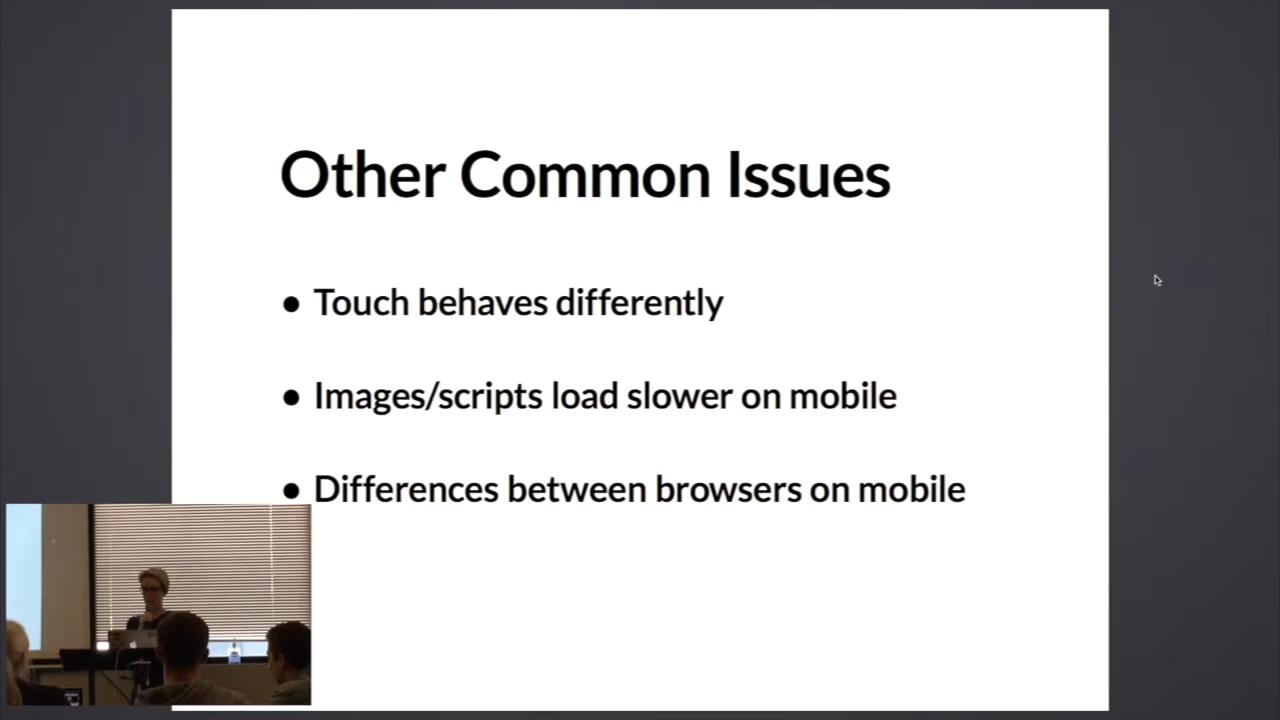 Other Common Issues
● Touch behaves differently
● Images/scripts load slower on mobile
● Differences between browsers on mobile